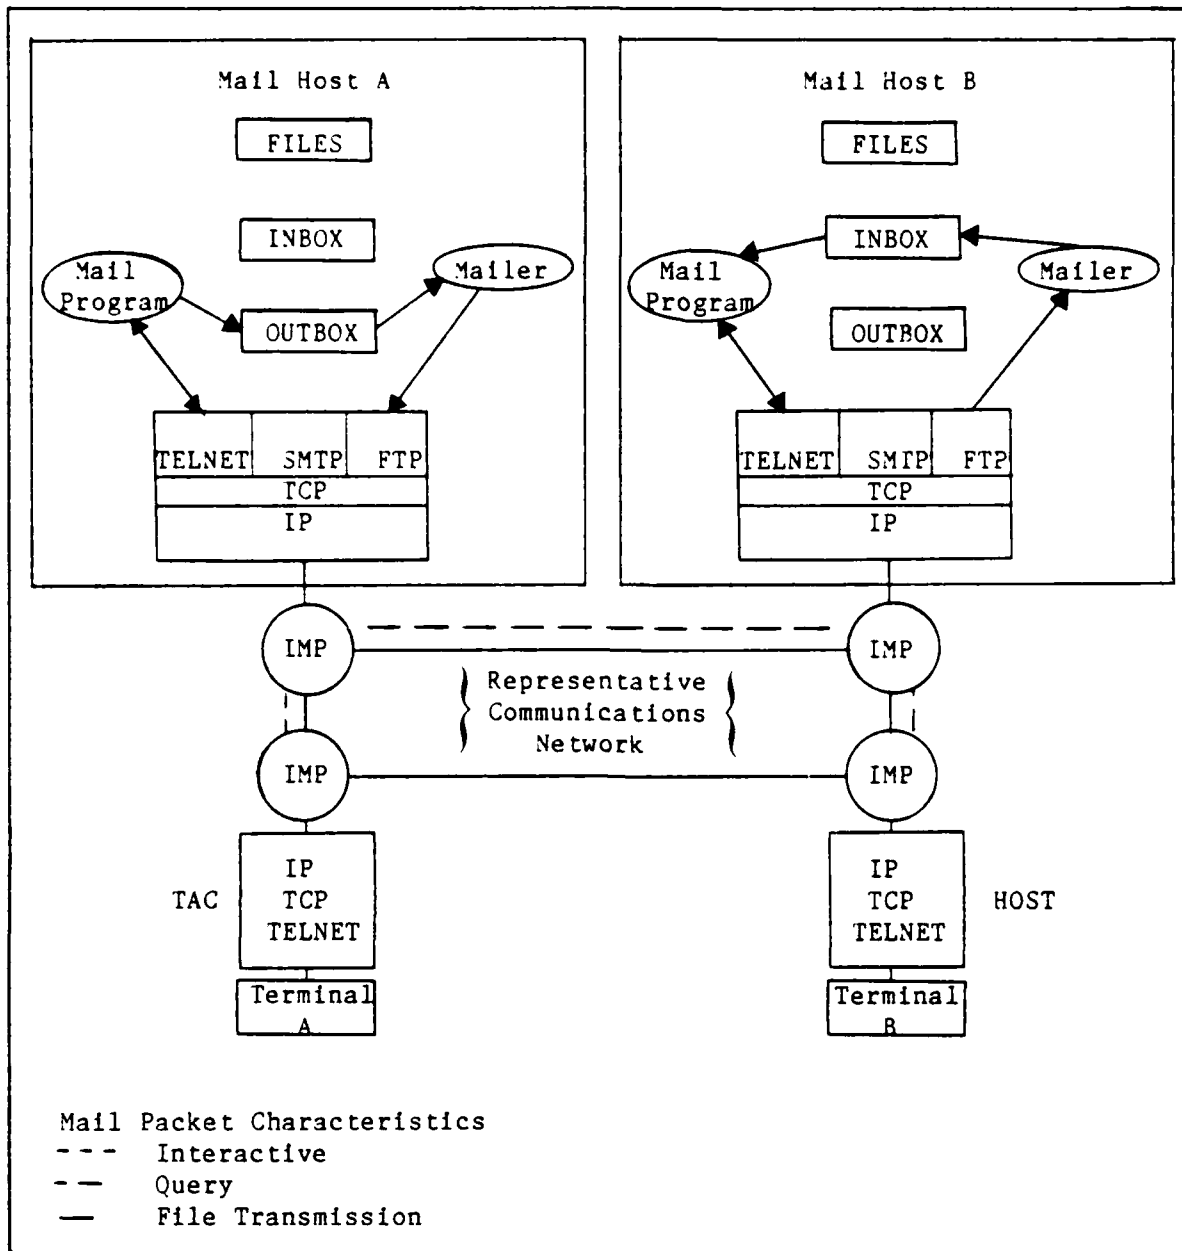 Mail Host A
FILES
INBOX
Mail
Program
Mailer
OUTBOX
TELNET SMTP FTP
TCP
IP
Mail Host B
FILES
INBOX
Mail
Program
Mailer
OUTBOX
TELNET SMTP FTP
TCP
IP
IMP
IMP
Representative
Communications
Network
IMP
IMP
TAC
IP
TCP
TELNET
Terminal
A
IP
TCP
TELNET
HOST
Terminal
B
Mail Packet Characteristics
Interactive
Query
File Transmission